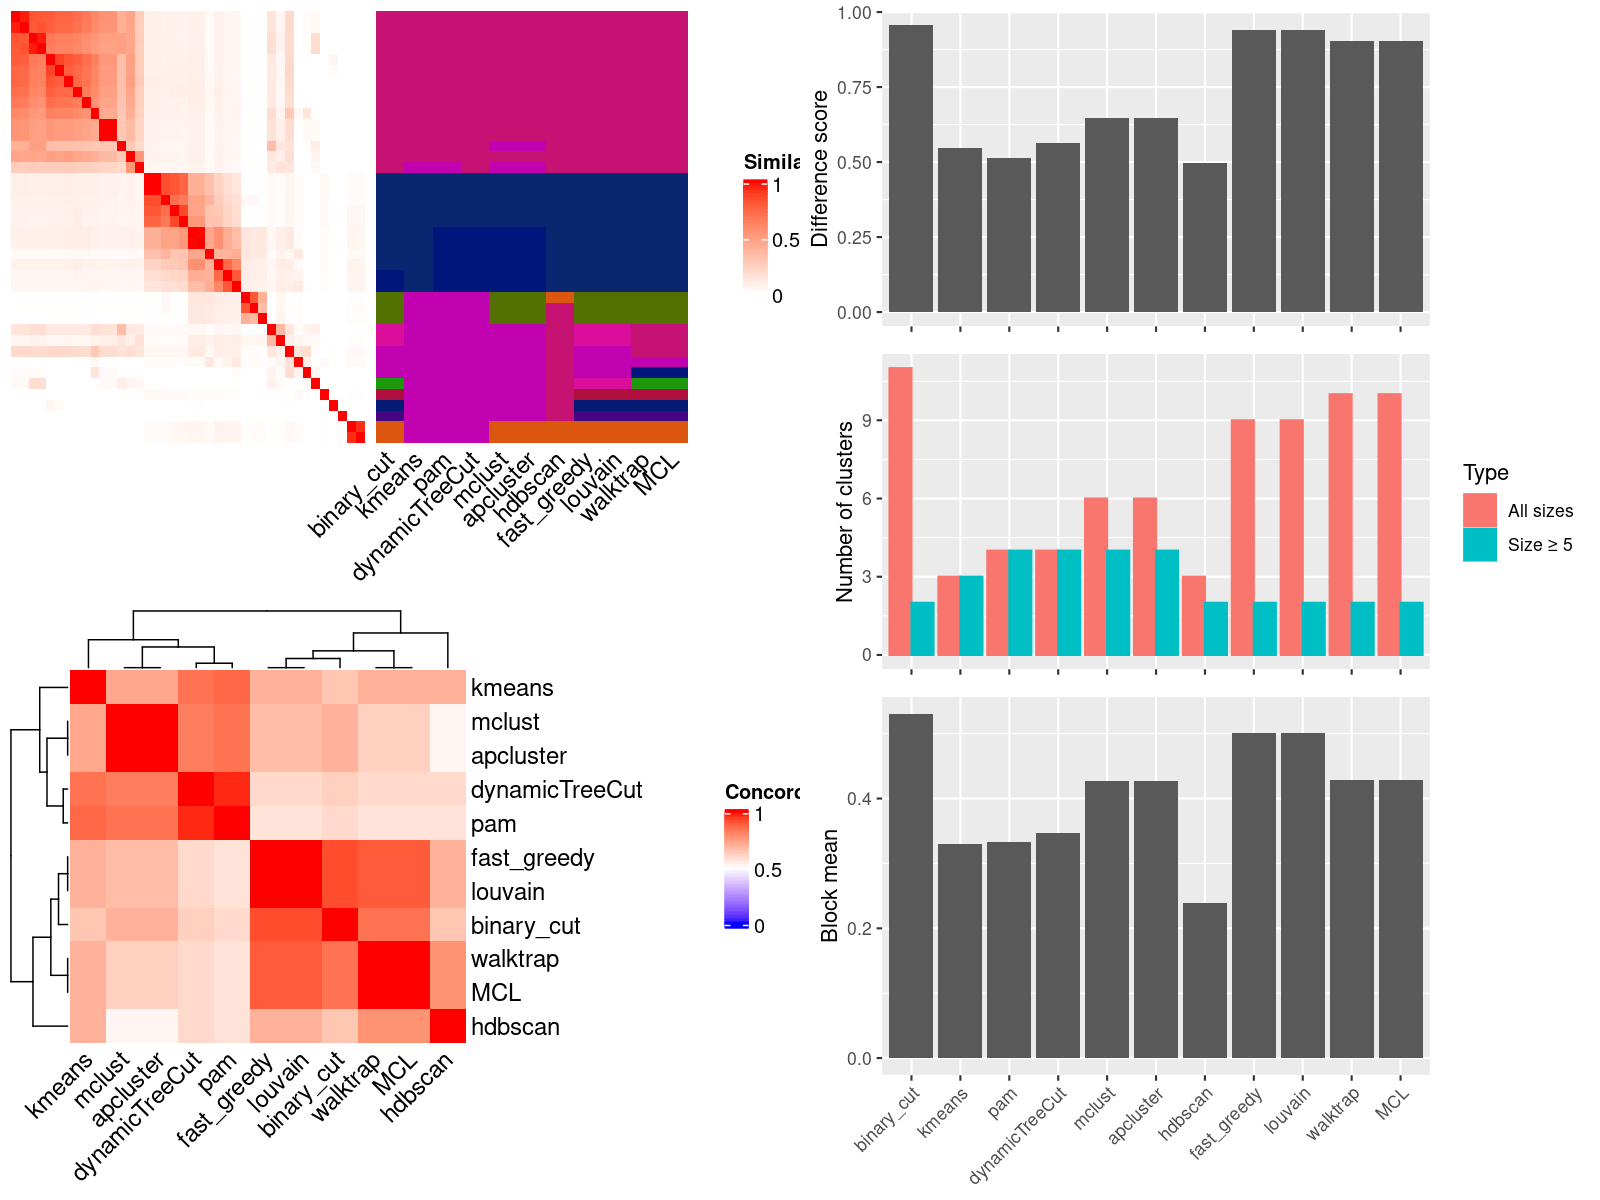 Simila
1
0.5
0
binary_cut
kmeans
pam
dynamicTreeCut
mclust
apcluster
hdbscan
fast_greedy
louvain
walktrap
MCL
kmeans
mclust
apcluster
dynamicTreeCut
pam
fast_greedy
louvain
binary_cut
walktrap
MCL
hdbscan
kmeans
mclust
apcluster
dynamicTreeCut
pam
fast_greedy
louvain
binary_cut
walktrap
MCL
hdbscan
Concord
1
0.5
0
Difference score
1.00
0.75
0.50
0.25
0.00
Number of clusters
9
6
3
0
Type
All sizes
Size ≥ 5
Block mean
0.4
0.2
0.0
binary_cut
kmeans
pam
dynamicTreeCut
mclust
apcluster
hdbscan
fast_greedy
louvain
walktrap
MCL